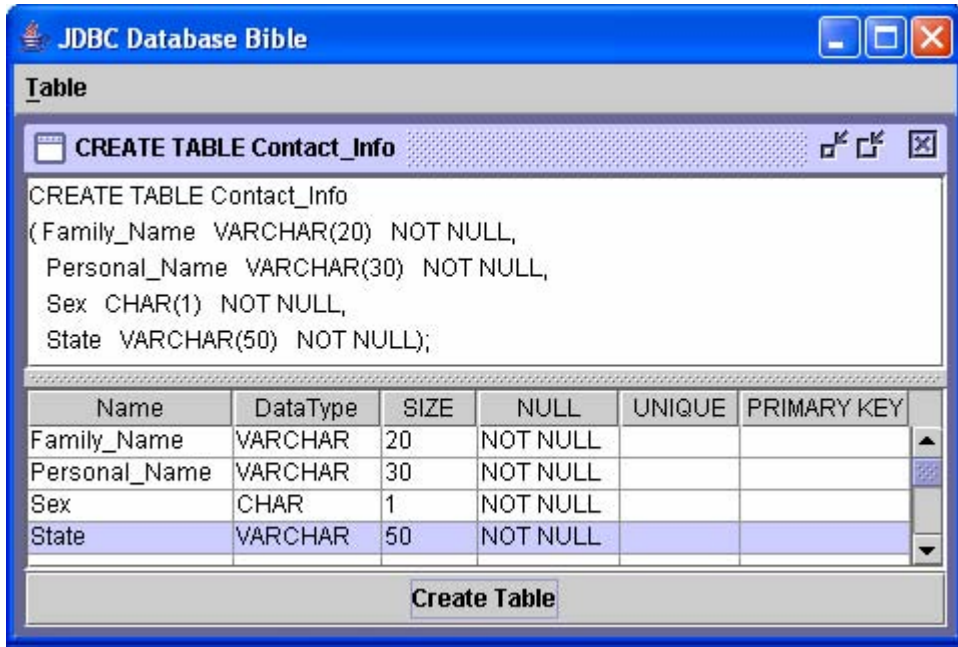 JDBC Database Bible
Table
CREATE TABLE Contact_Info
CREATE TABLE Contact_Info
( Family_Name VARCHAR(20) NOT NULL,
Personal_Name VARCHAR(30) NOT NULL,
Sex CHAR(1) NOT NULL,
State VARCHAR(50) NOT NULL);
Name DataType SIZE NULL UNIQUE PRIMARY KEY
Family_Name VARCHAR 20 NOT NULL
Personal_Name VARCHAR 30 NOT NULL
Sex CHAR 1 NOT NULL
State VARCHAR 50 NOT NULL
Create Table